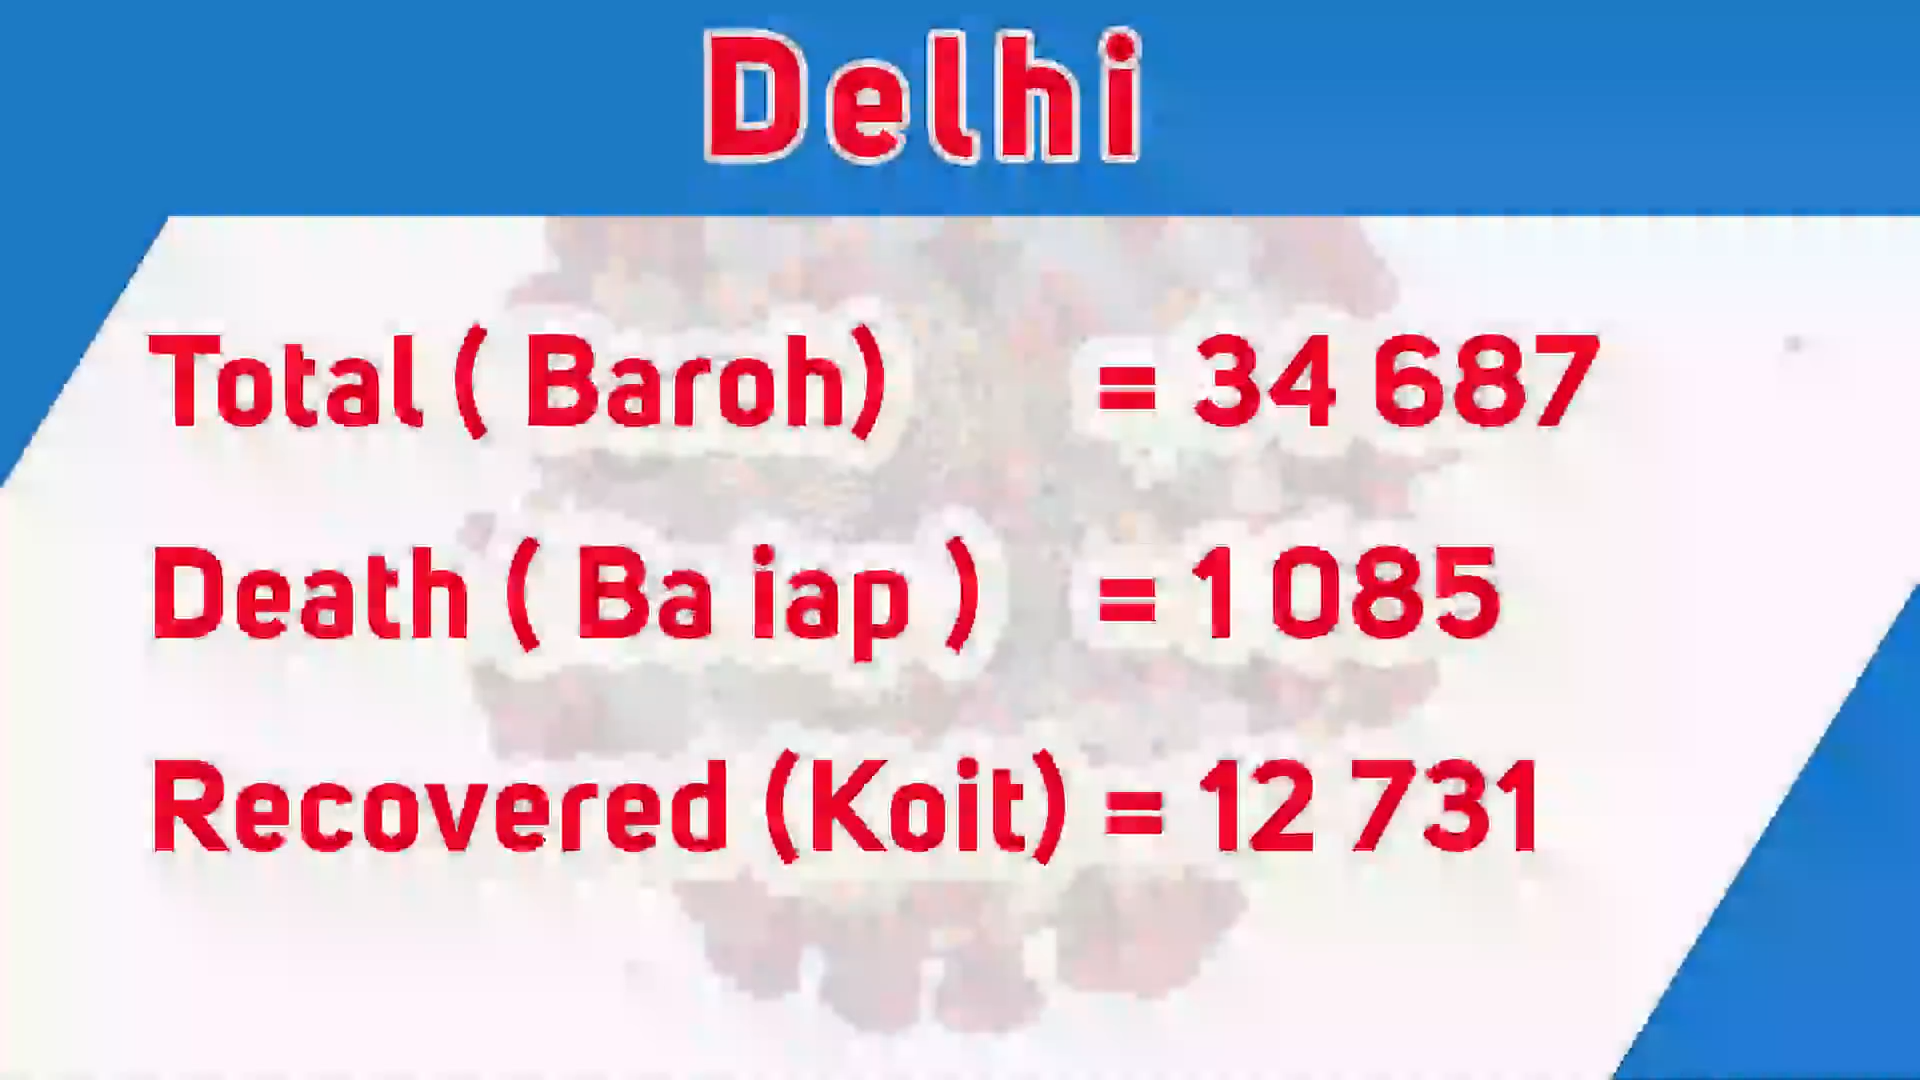 Delhi
Total ( Baroh) = 34 687
Death ( Ba iap ) = 1 085
Recovered (Koit) = 12 731